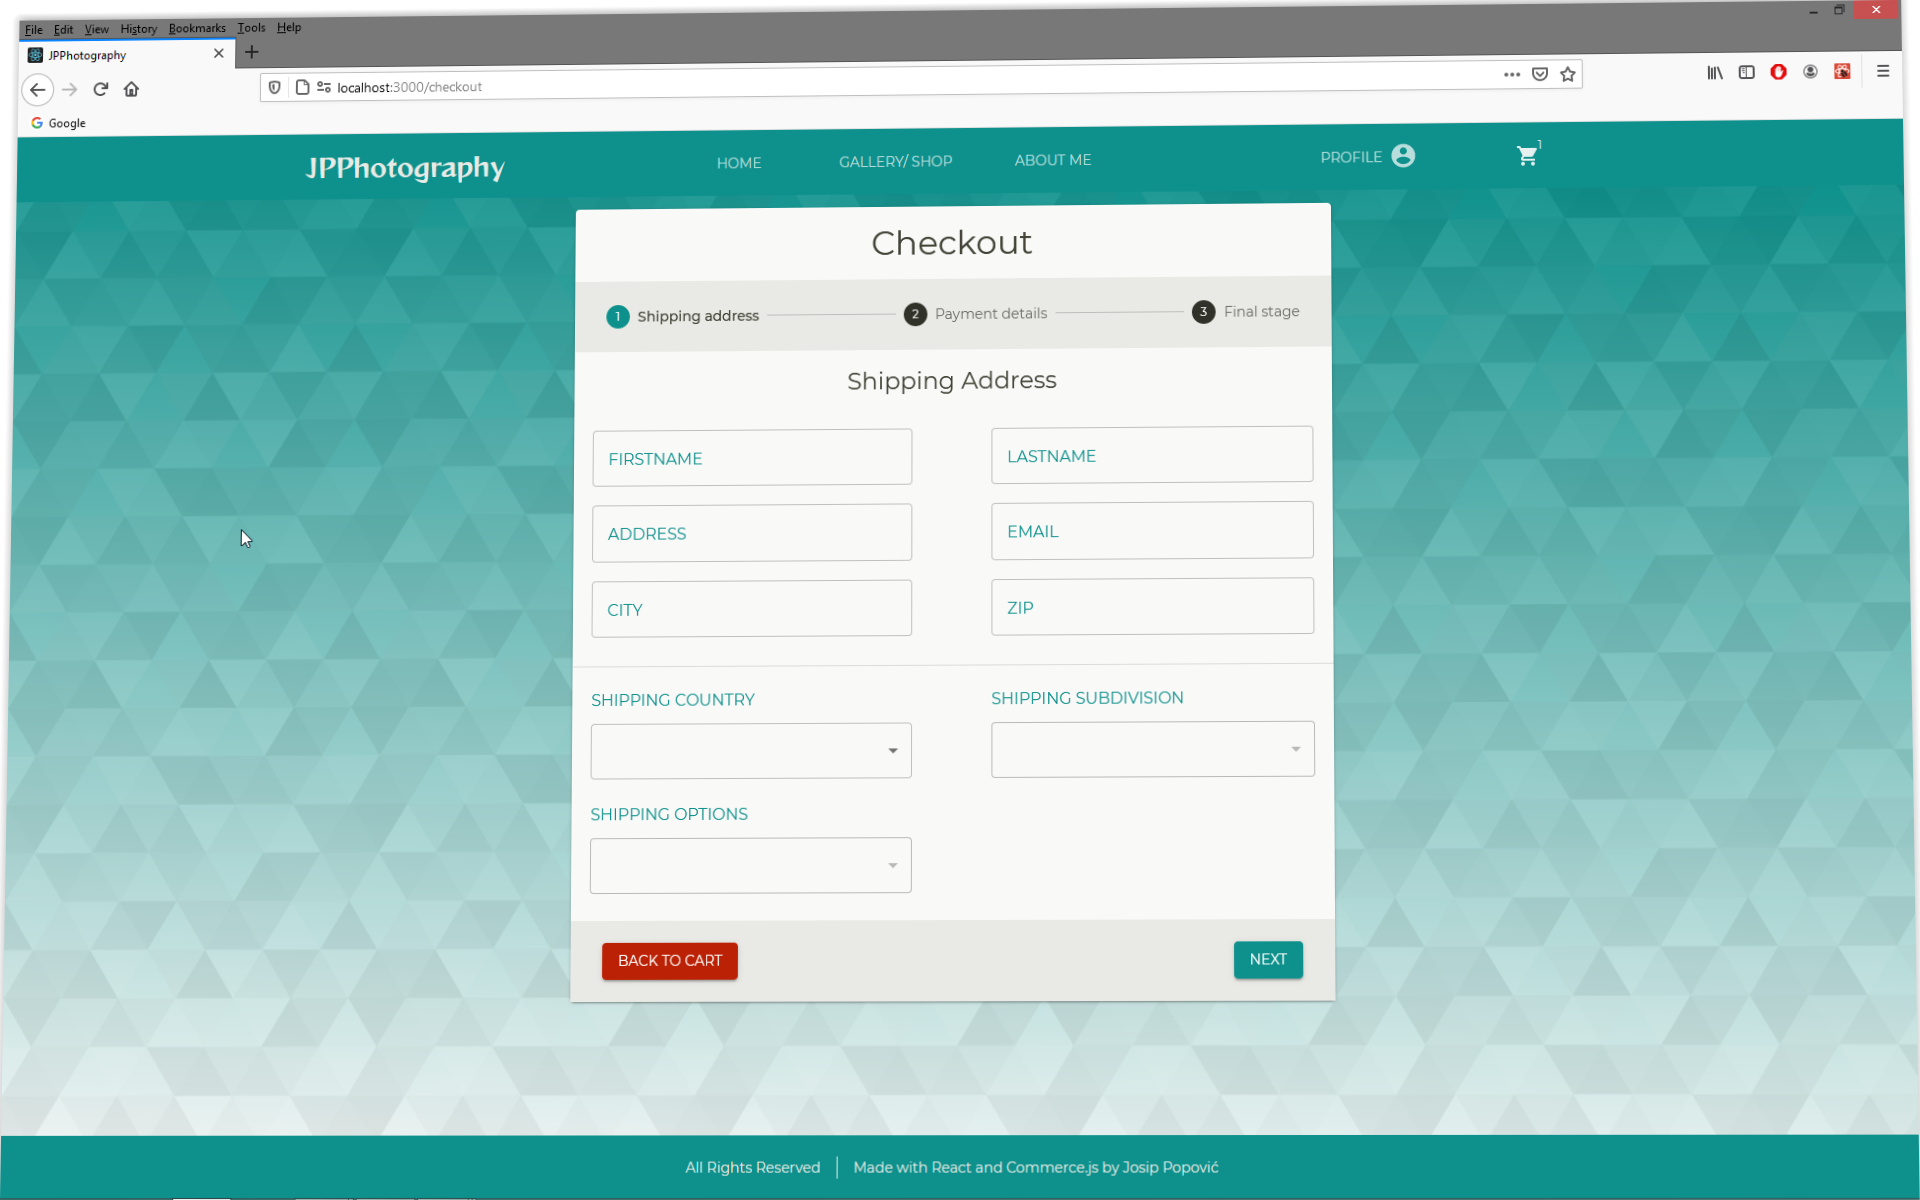 File Edit View History Bookmarks Tools Help
JPPhotography
localhost:3000/checkout
Google
JPPhotography HOME GALLERY/ SHOP ABOUT ME PROFILE 1
Checkout
1 Shipping address 2 Payment details 3 Final stage
Shipping Address
FIRSTNAME LASTNAME
ADDRESS EMAIL
CITY ZIP
SHIPPING COUNTRY SHIPPING SUBDIVISION
SHIPPING OPTIONS
BACK TO CART NEXT
All Rights Reserved Made with React and Commerce.js by Josip Popović